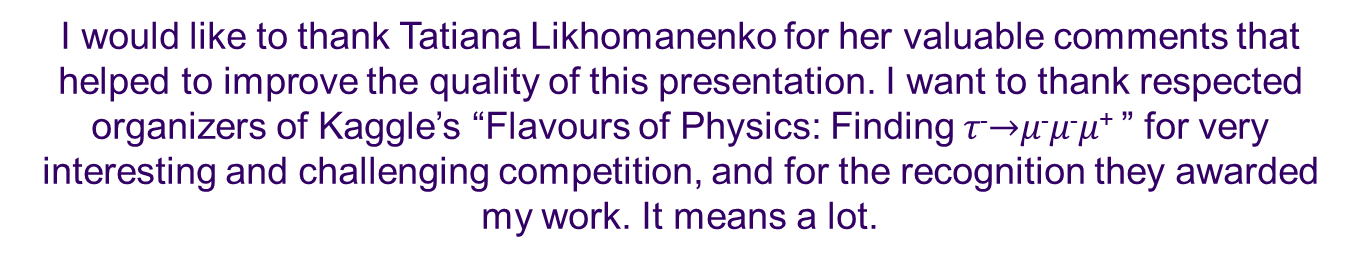 I would like to thank Tatiana Likhomanenko for her valuable comments that
helped to improve the quality of this presentation. I want to thank respected
organizers of Kaggle’s “Flavours of Physics: Finding 𝜏⁻→𝜇⁻𝜇⁻𝜇⁺ ” for very
interesting and challenging competition, and for the recognition they awarded
my work. It means a lot.